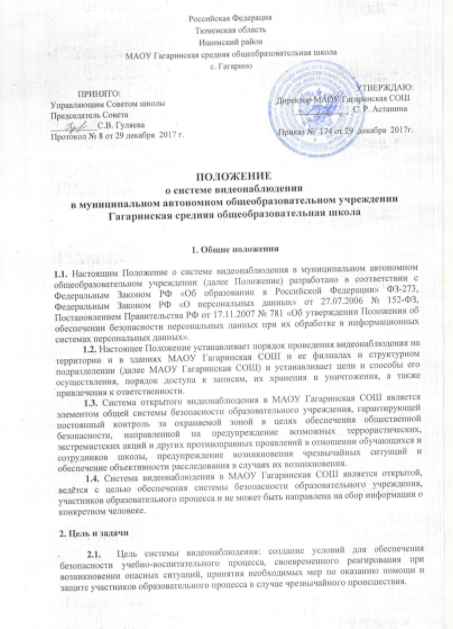 Российская Федерация
Тюменская область
Ишимский район
МАОУ Гагаринская средняя общеобразовательная школа
с. Гагарино
ПРИНЯТО:
Управляющим Советом школы
Председатель Совета
С.В. Гуляева
Протокол № 8 от 29 декабря 2017 г.
УТВЕРЖДАЮ:
Директор МАОУ Гагаринская СОШ
С. Р. Астанина
Приказ № 174 от 29 декабря 2017г.
ПОЛОЖЕНИЕ
о системе видеонаблюдения
в муниципальном автономном общеобразовательном учреждении
Гагаринская средняя общеобразовательная школа
1. Общие положения
1.1. Настоящим Положение о системе видеонаблюдения в муниципальном автономном
общеобразовательном учреждении (далее Положение) разработано в соответствии с
Федеральным Законом РФ «Об образовании в Российской Федерации» ФЗ-273,
Федеральным Законом РФ «О персональных данных» от 27.07.2006 № 152-ФЗ,
Постановлением Правительства РФ от 17.11.2007 № 781 «Об утверждении Положения об
обеспечении безопасности персональных данных при их обработке в информационных
системах персональных данных».
1.2. Настоящее Положение устанавливает порядок проведения видеонаблюдения на
территории и в зданиях МАОУ Гагаринская СОШ и ее филиалах и структурном
подразделении (далее МАОУ Гагаринская СОШ) и устанавливает цели и способы его
осуществления, порядок доступа к записям, их хранения и уничтожения, а также
привлечения к ответственности.
1.3. Система открытого видеонаблюдения в МАОУ Гагаринская СОШ является
элементом общей системы безопасности образовательного учреждения, гарантирующей
постоянный контроль за охраняемой зоной в целях обеспечения общественной
безопасности, направленной на предупреждение возможных террористических,
экстремистских акций и других противоправных проявлений в отношении обучающихся и
сотрудников школы, предупреждение возникновения чрезвычайных ситуаций и
обеспечение объективности расследования в случаях их возникновения.
1.4. Система видеонаблюдения в МАОУ Гагаринская СОШ является открытой,
ведётся с целью обеспечения системы безопасности образовательного учреждения,
участников образовательного процесса и не может быть направлена на сбор информации о
конкретном человеке.
2. Цель и задачи
2.1. Цель системы видеонаблюдения: создание условий для обеспечения
безопасности учебно-воспитательного процесса, своевременного реагирования при
возникновении опасных ситуаций, принятия необходимых мер по оказанию помощи и
защите участников образовательного процесса в случае чрезвычайного происшествия.